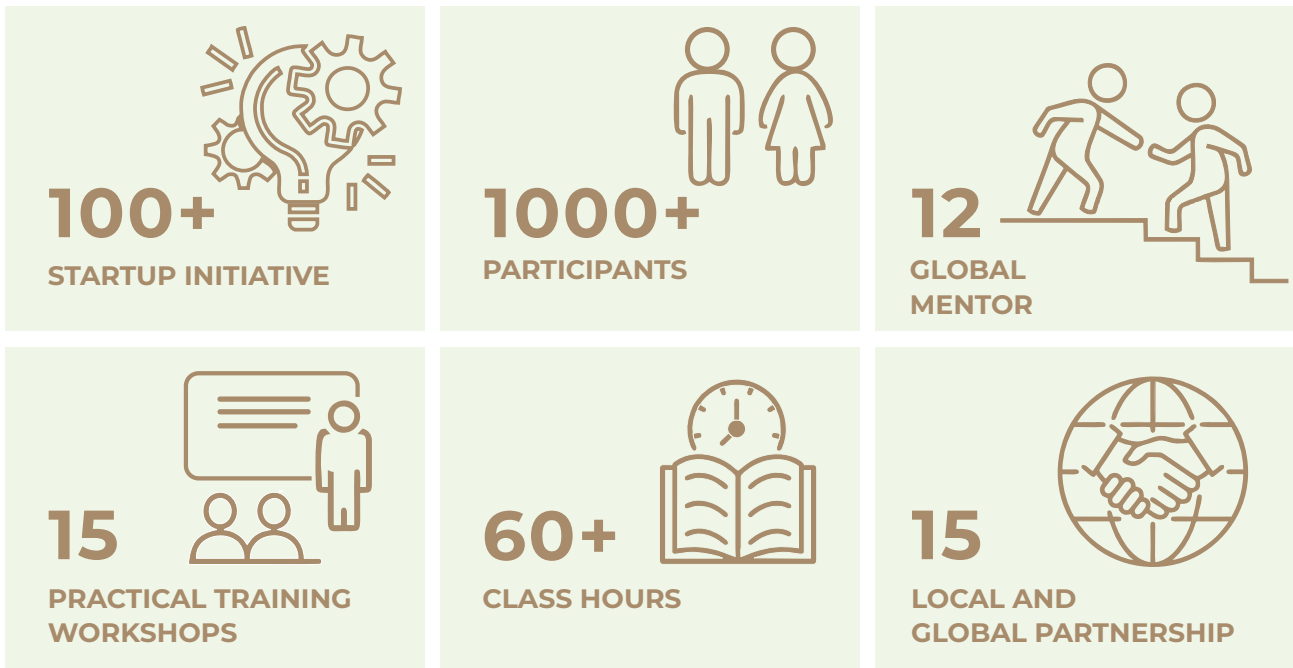 100+
STARTUP INITIATIVE
1000+
PARTICIPANTS
12
GLOBAL
MENTOR
15
PRACTICAL TRAINING
WORKSHOPS
60+
CLASS HOURS
15
LOCAL AND
GLOBAL PARTNERSHIP